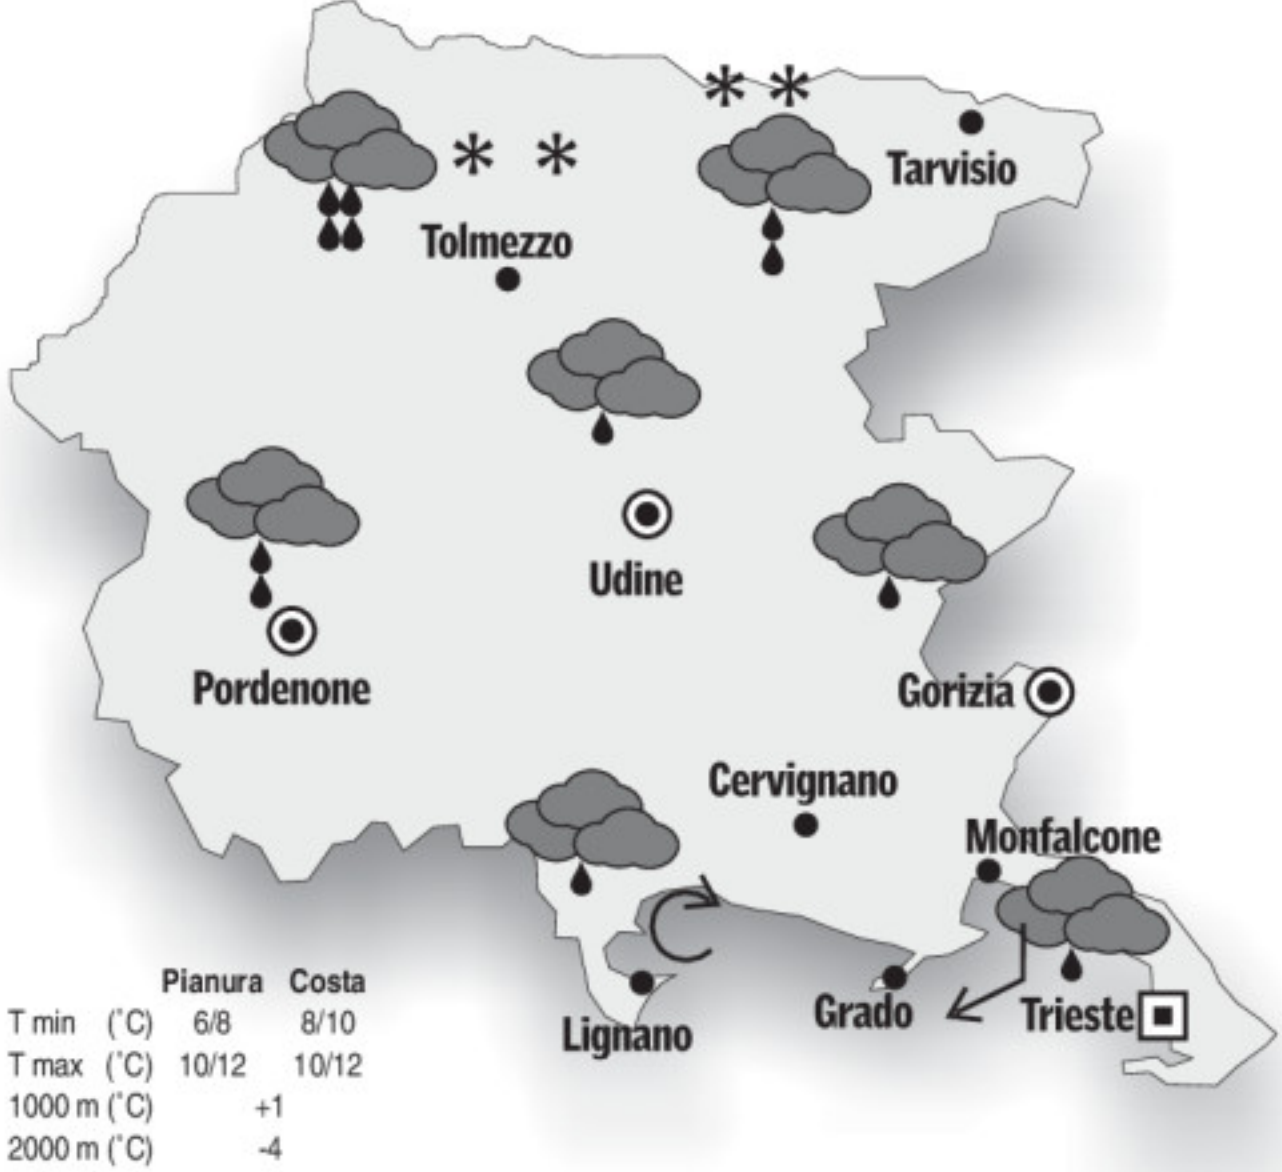 Tarvisio
Tolmezzo
Udine
Pordenone
Gorizia
Cervignano
Monfalcone
Lignano
Grado
Trieste
Pianura Costa
T min (°C) 6/8 8/10
T max (°C) 10/12 10/12
1000 m (°C) +1
2000 m (°C) -4